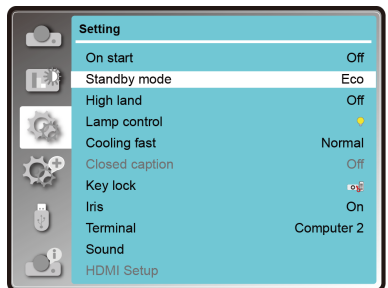 Setting
On start Off
Standby mode Eco
High land Off
Lamp control
Cooling fast Normal
Closed caption Off
Key lock
Iris On
Terminal Computer 2
Sound
HDMI Setup